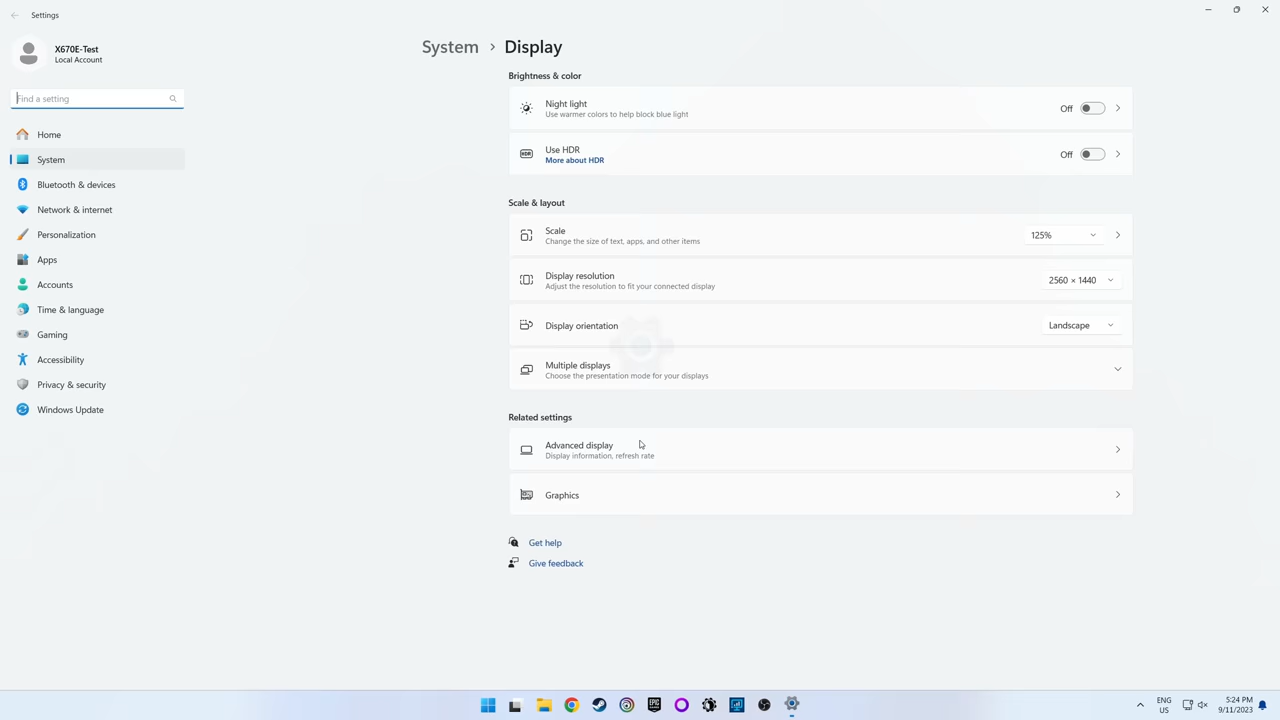 Settings
X670E-Test
Local Account
Find a setting
Home
System
Bluetooth & devices
Network & internet
Personalization
Apps
Accounts
Time & language
Gaming
Accessibility
Privacy & security
Windows Update
System > Display
Brightness & color
Night light
Use warmer colors to help block blue light
Off
Use HDR
More about HDR
Off
Scale & layout
Scale
Change the size of text, apps, and other items
125%
Display resolution
Adjust the resolution to fit your connected display
2560 × 1440
Display orientation
Landscape
Multiple displays
Choose the presentation mode for your displays
Related settings
Advanced display
Display information, refresh rate
Graphics
Get help
Give feedback
ENG
US
5:24 PM
9/11/2023